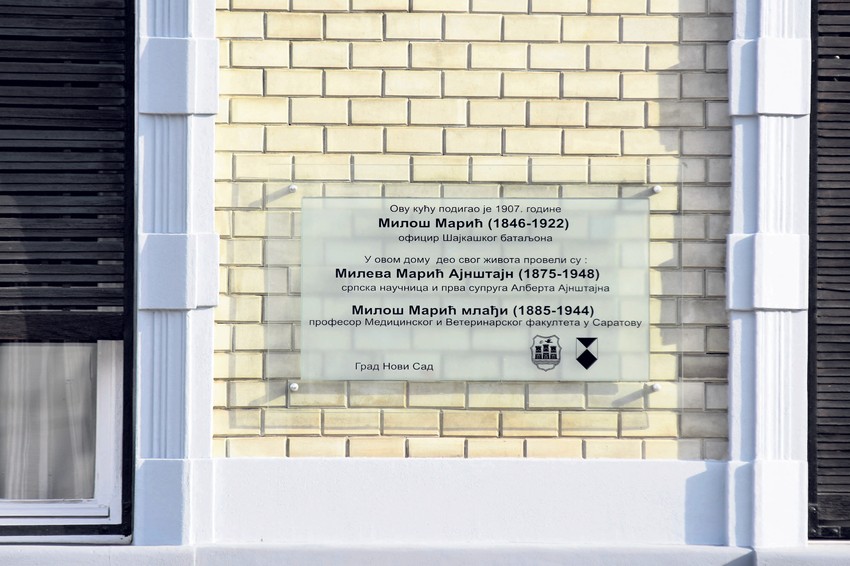 Ову кућу подигао је 1907. године
Милош Марић (1846-1922)
официр Шајкашког батаљона
У овом дому део свог живота провели су :
Милева Марић Ајнштајн (1875-1948)
српска научница и прва супруга Алберта Ајнштајна
Милош Марић млађи (1885-1944)
професор Медицинског и Ветеринарског факултета у Саратову
Град Нови Сад